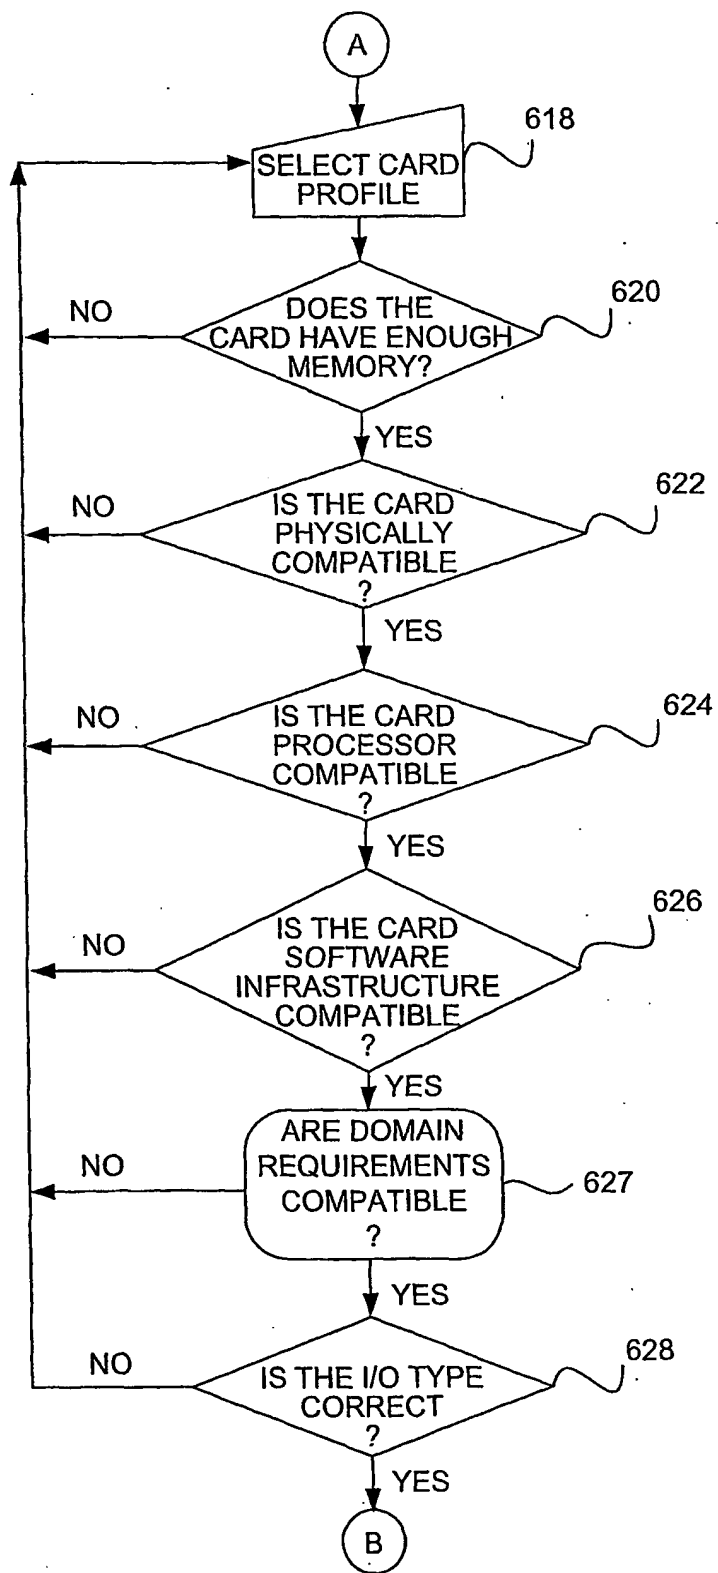 A
618
SELECT CARD
PROFILE
620
NO
DOES THE
CARD HAVE ENOUGH
MEMORY?
YES
622
NO
IS THE CARD
PHYSICALLY
COMPATIBLE
?
YES
624
NO
IS THE CARD
PROCESSOR
COMPATIBLE
?
YES
626
NO
IS THE CARD
SOFTWARE
INFRASTRUCTURE
COMPATIBLE
?
YES
NO
ARE DOMAIN
REQUIREMENTS
COMPATIBLE
?
627
YES
628
NO
IS THE I/O TYPE
CORRECT
?
YES
B